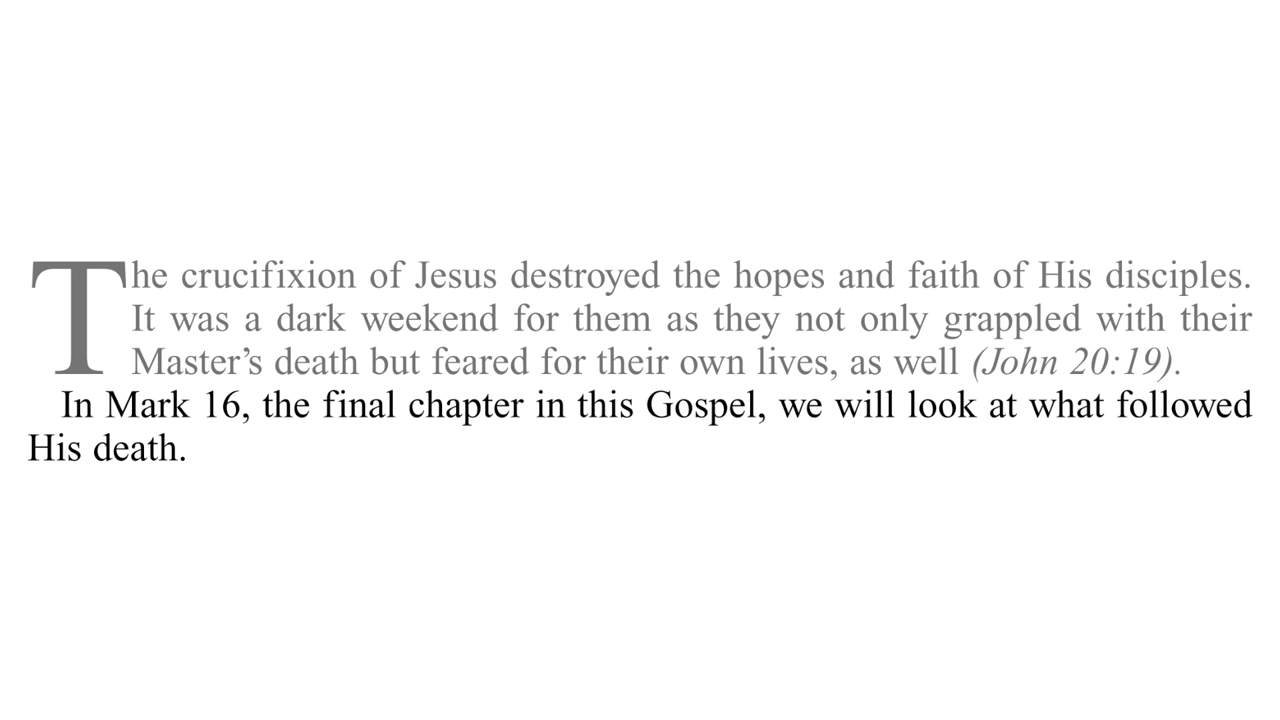 The crucifixion of Jesus destroyed the hopes and faith of His disciples.
It was a dark weekend for them as they not only grappled with their
Master’s death but feared for their own lives, as well (John 20:19).
In Mark 16, the final chapter in this Gospel, we will look at what followed
His death.